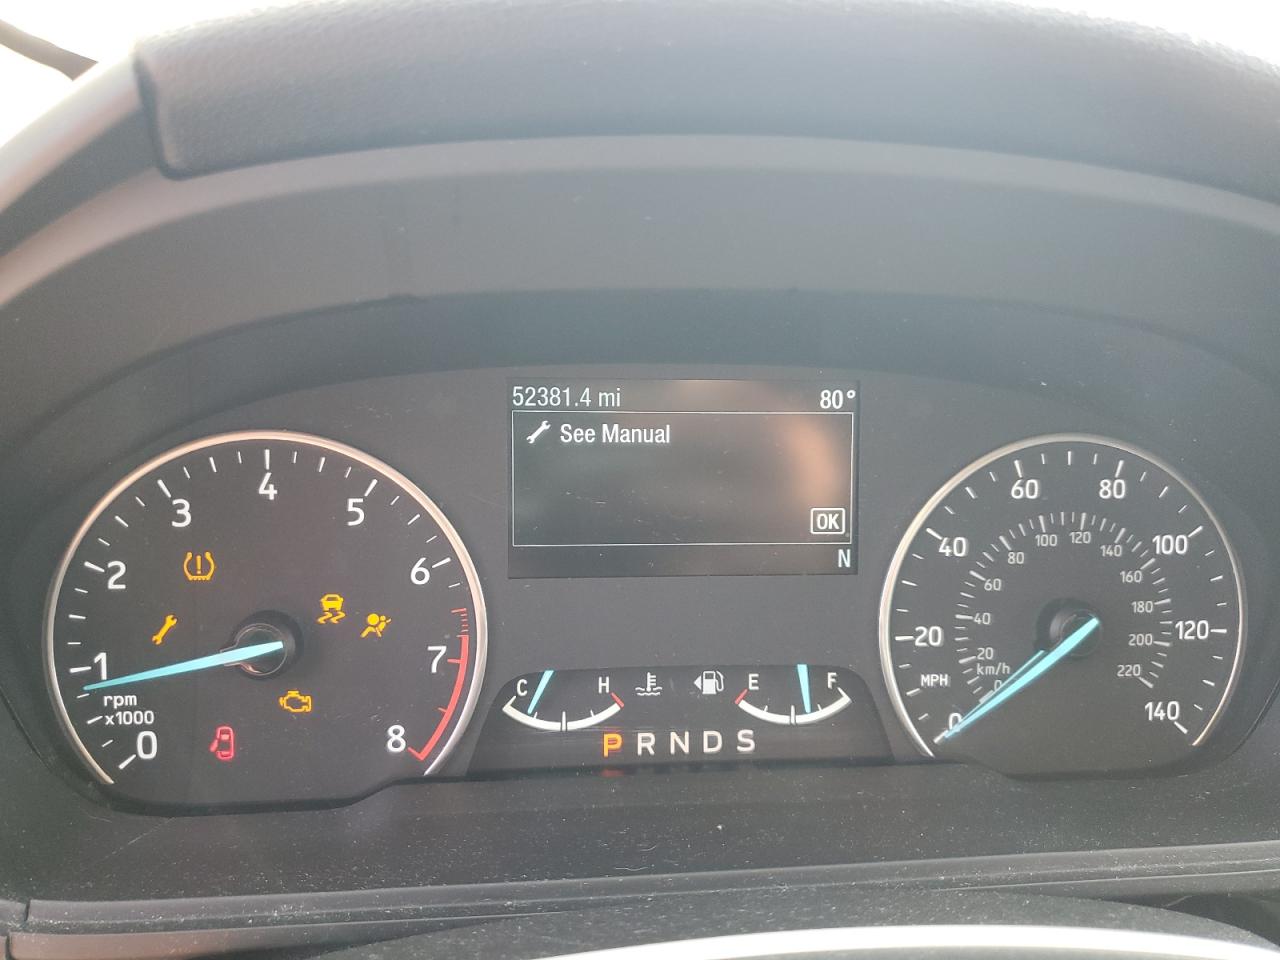 52381.4 mi 80°
See Manual
OK
N
0 1 2 3 4 5 6 7 8
rpm
x1000
!
C H
E F
P R N D S
0 20 40 60 80 100 120 140
MPH
0 20 40 60 80 100 120 140 160 180 200 220
km/h